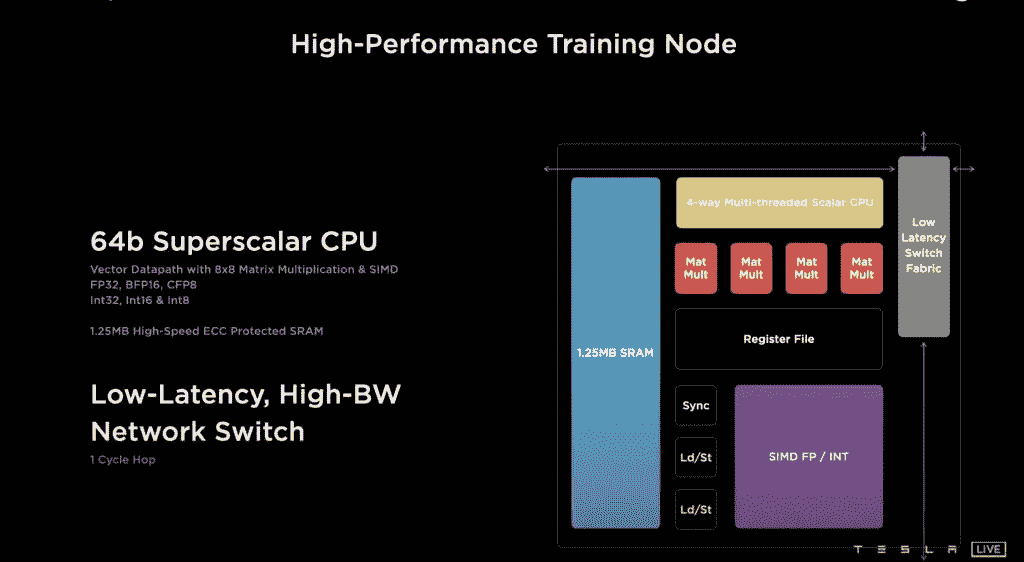 High-Performance Training Node
64b Superscalar CPU
Vector Datapath with 8x8 Matrix Multiplication & SIMD
FP32, BFP16, CFP8
Int32, Int16 & Int8
1.25MB High-Speed ECC Protected SRAM
Low-Latency, High-BW
Network Switch
1 Cycle Hop
1.25MB SRAM
4-way Multi-threaded Scalar CPU
Mat
Mult
Mat
Mult
Mat
Mult
Mat
Mult
Register File
Sync
Ld/St
Ld/St
SIMD FP / INT
Low
Latency
Switch
Fabric
TESLA LIVE